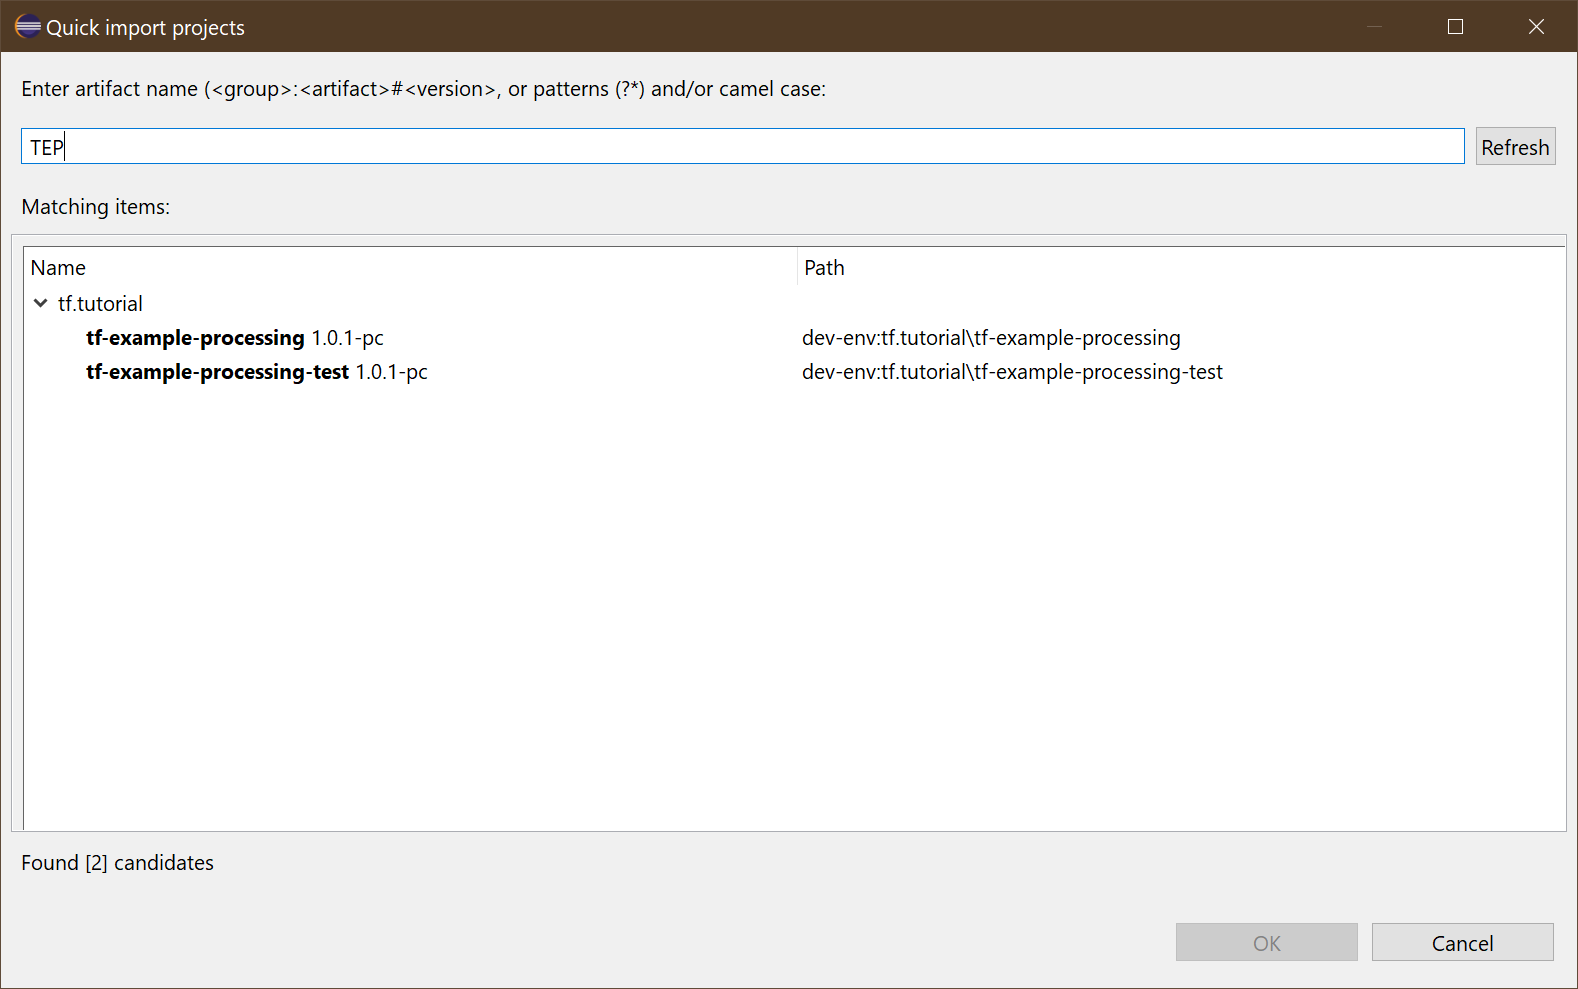 Quick import projects
Enter artifact name (<group>:<artifact>#<version>, or patterns (?*) and/or camel case:
TEP Refresh
Matching items:
Name Path
tf.tutorial
tf-example-processing 1.0.1-pc dev-env:tf.tutorial\tf-example-processing
tf-example-processing-test 1.0.1-pc dev-env:tf.tutorial\tf-example-processing-test
Found [2] candidates
OK Cancel